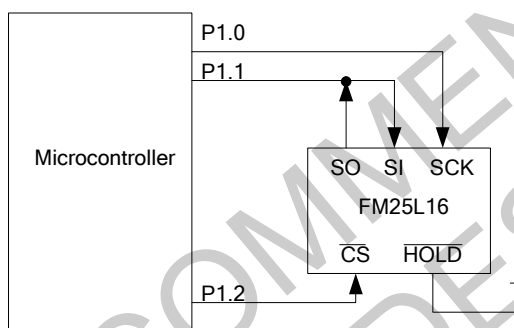 P1.0
P1.1
Microcontroller
SO SI SCK
FM25L16
CS HOLD
P1.2